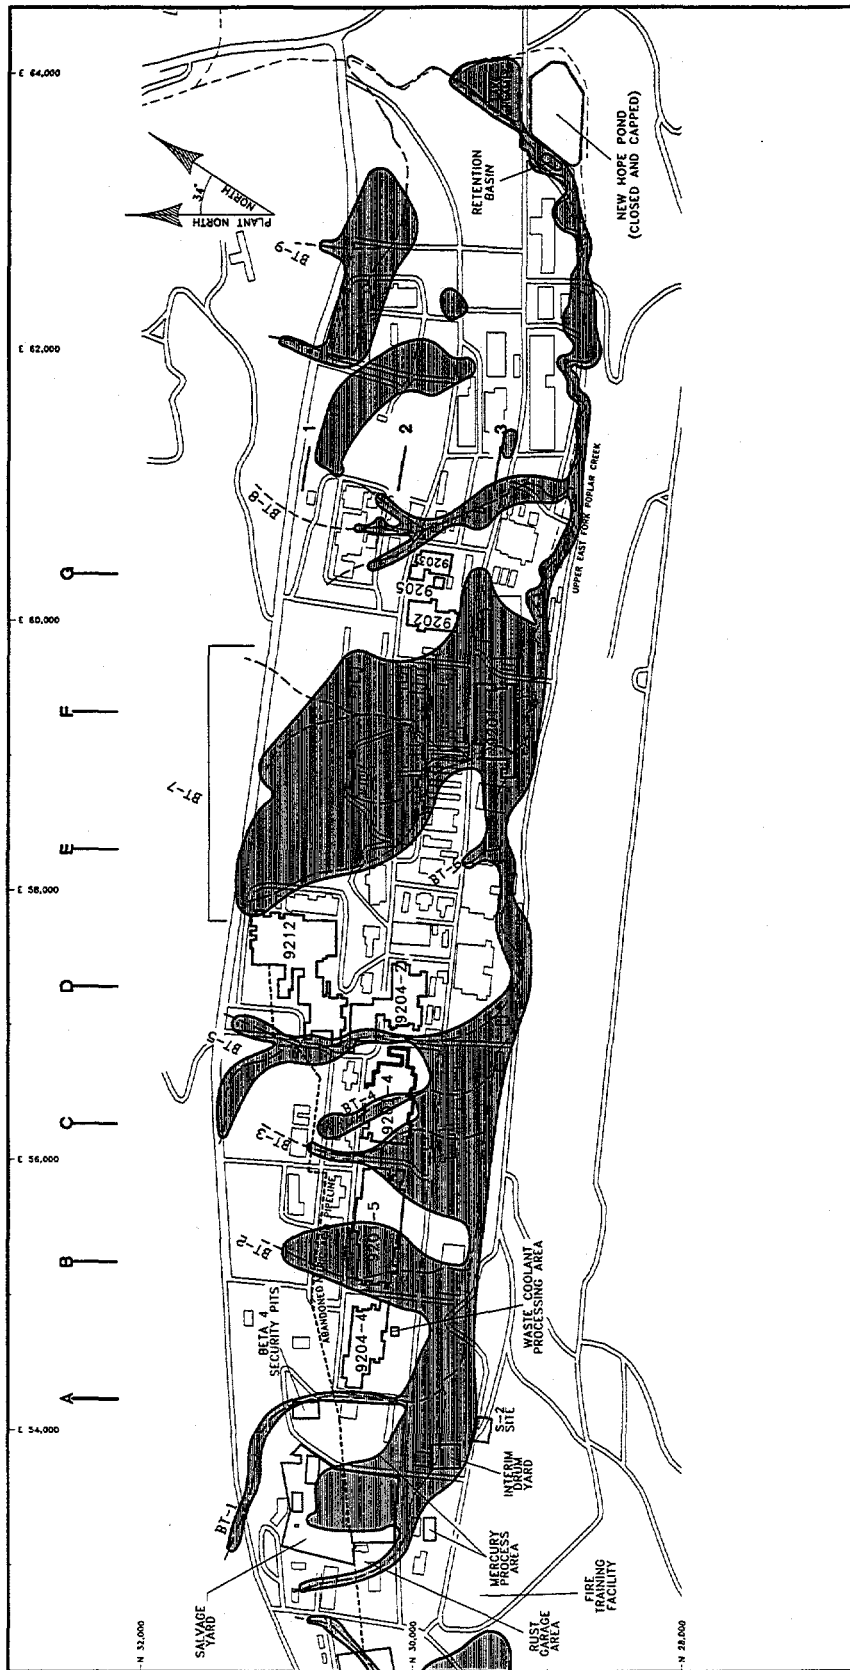 E 64,000
E 62,000
E 60,000
E 58,000
E 56,000
E 54,000
N 32,000
N 30,000
N 28,000
PLANT NORTH
34°
NORTH
A
B
C
D
E
F
G
1
2
3
BT-1
BT-3
BT-4
BT-5
BT-7
BT-8
BT-9
RETENTION
BASIN
NEW HOPE POND
(CLOSED AND CAPPED)
UPPER EAST FORK POPLAR CREEK
9203
9205
9202
9212
9204-2
9204-4
ABANDONED
PIPELINE
BETA 4
SECURITY PITS
WASTE COOLANT
PROCESSING AREA
S-2
SITE
INTERIM
DRUM
YARD
MERCURY
PROCESS
AREA
FIRE
TRAINING
FACILITY
RUST
GARAGE
AREA
SALVAGE
YARD